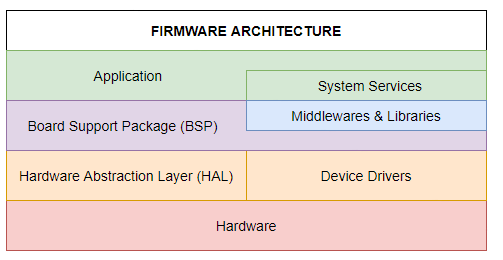 FIRMWARE ARCHITECTURE
Application
System Services
Middlewares & Libraries
Board Support Package (BSP)
Hardware Abstraction Layer (HAL)
Device Drivers
Hardware